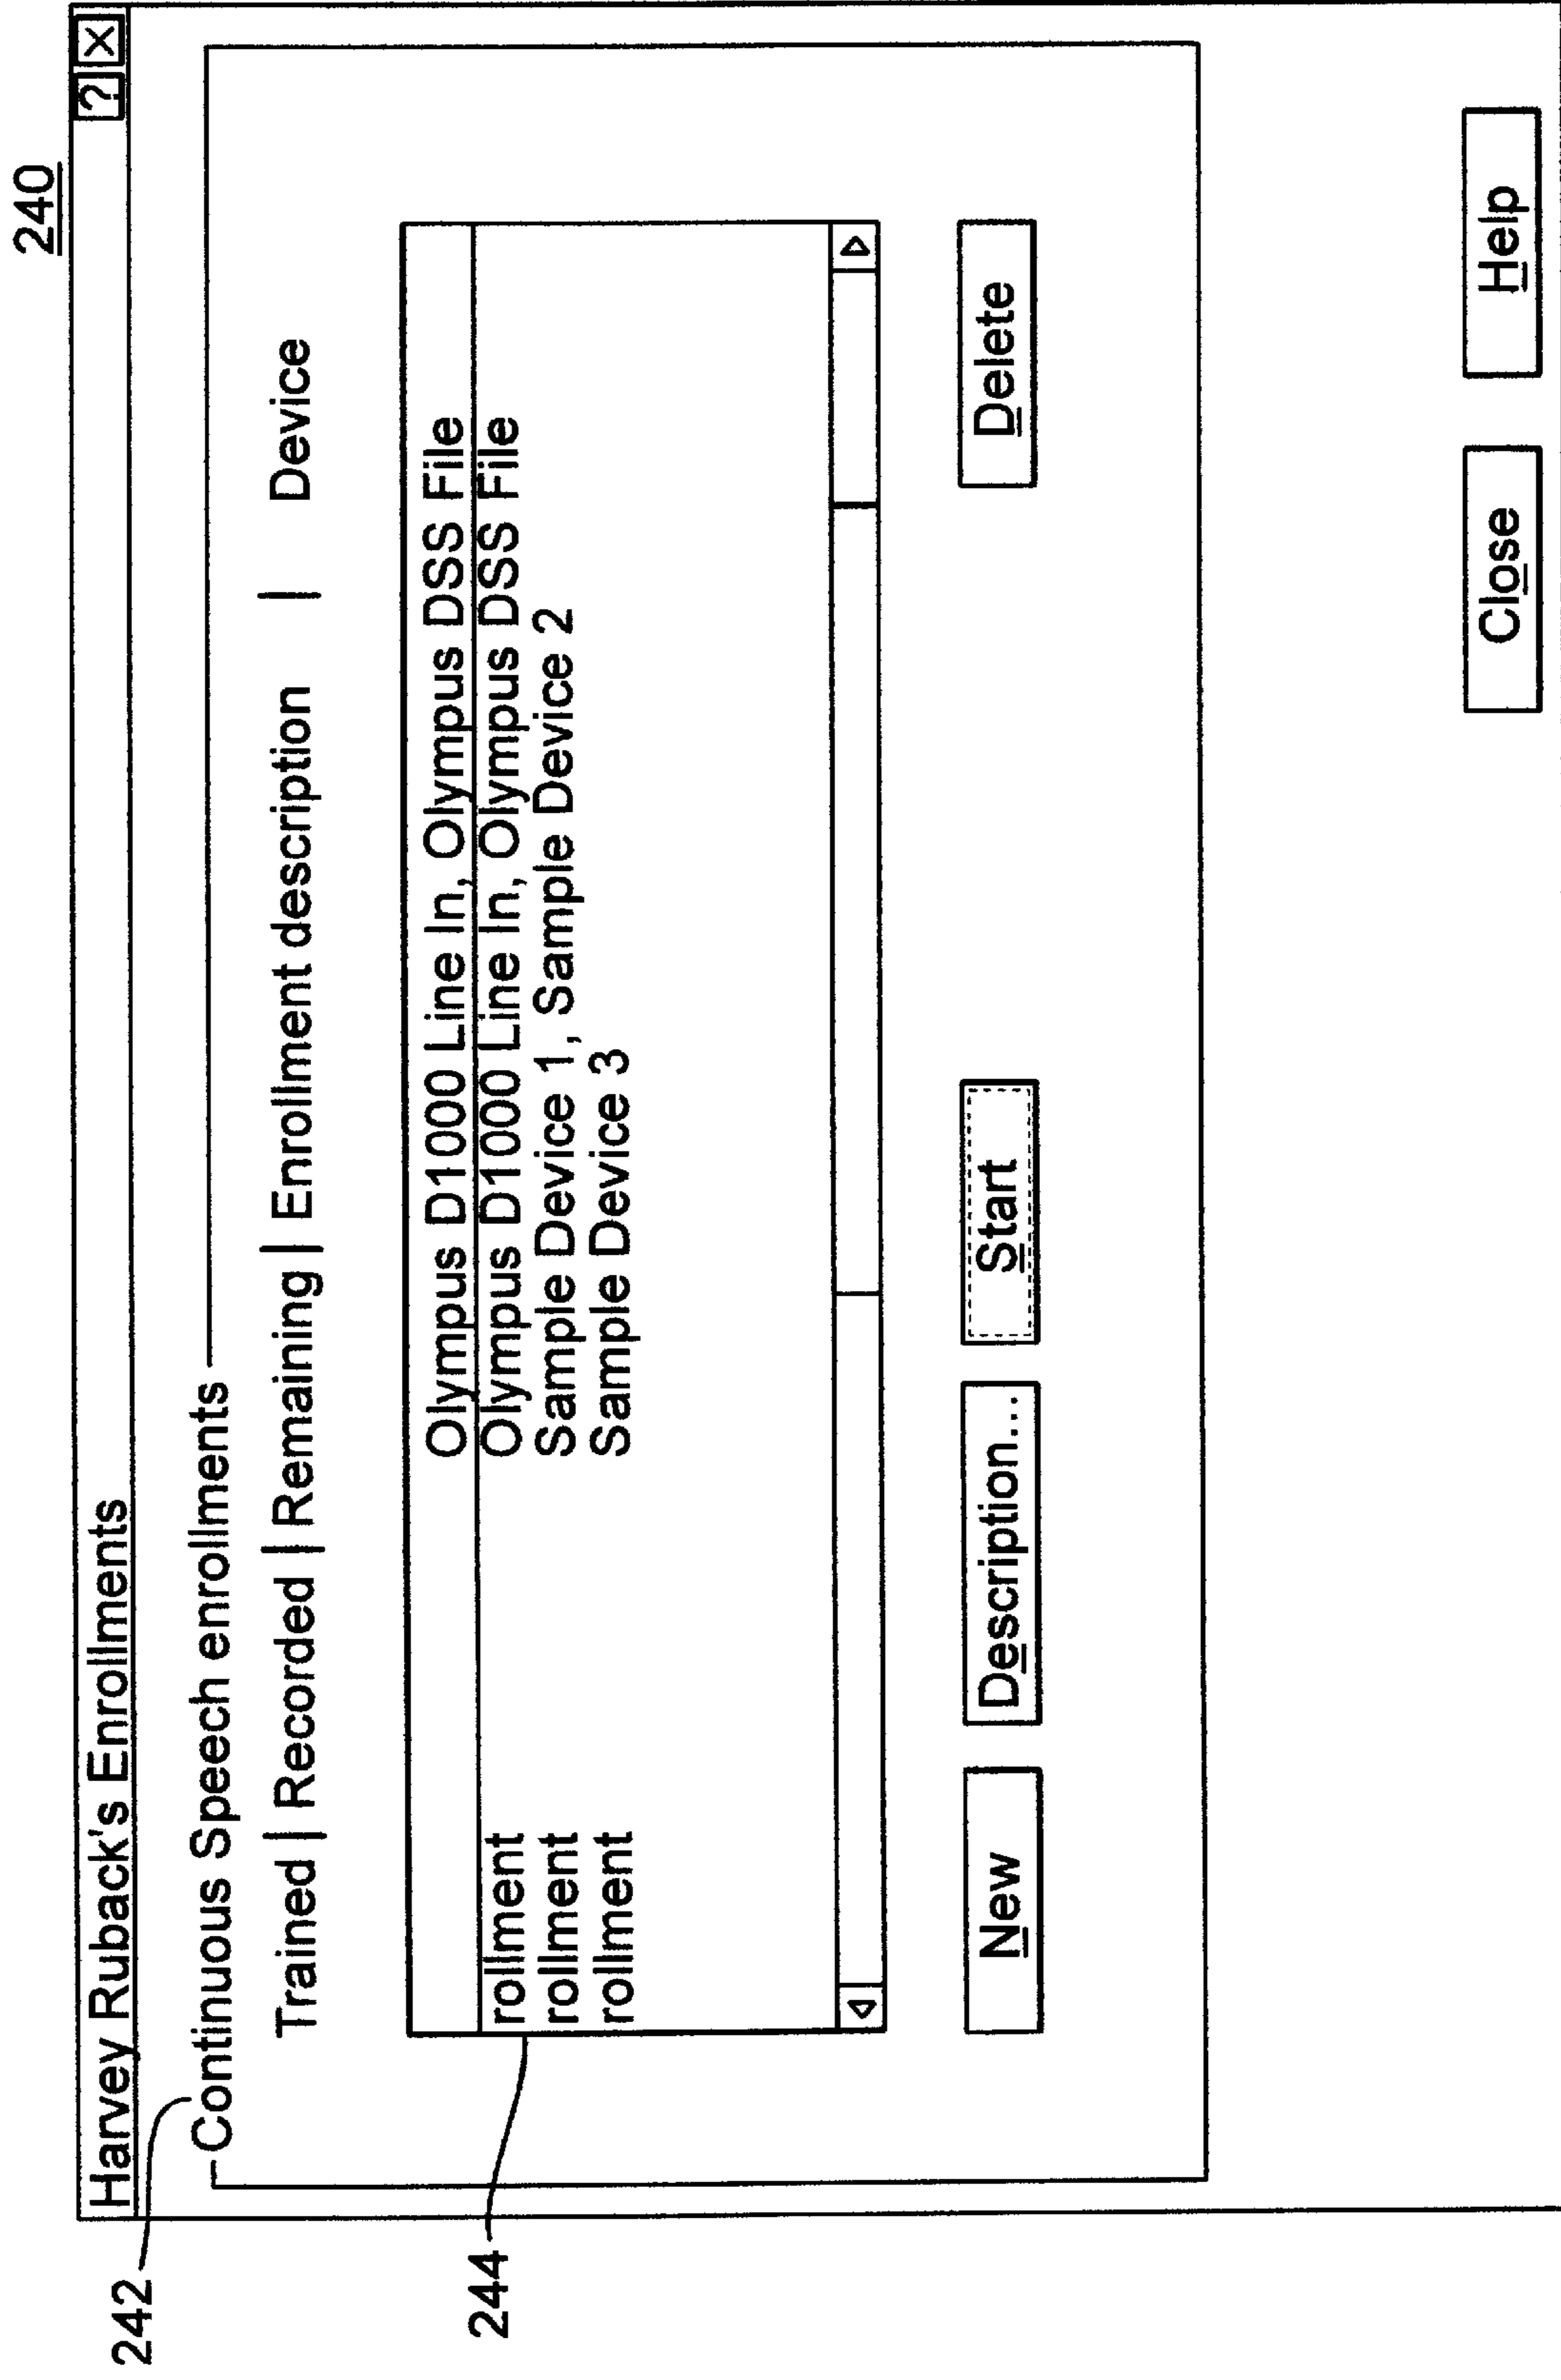 240
Harvey Ruback's Enrollments ? X
242
Continuous Speech enrollments
Trained | Recorded | Remaining | Enrollment description | Device
Olympus D1000 Line In, Olympus DSS File
rollment Olympus D1000 Line In, Olympus DSS File
rollment Sample Device 1, Sample Device 2
rollment Sample Device 3
244
New Description... Start Delete
Close Help